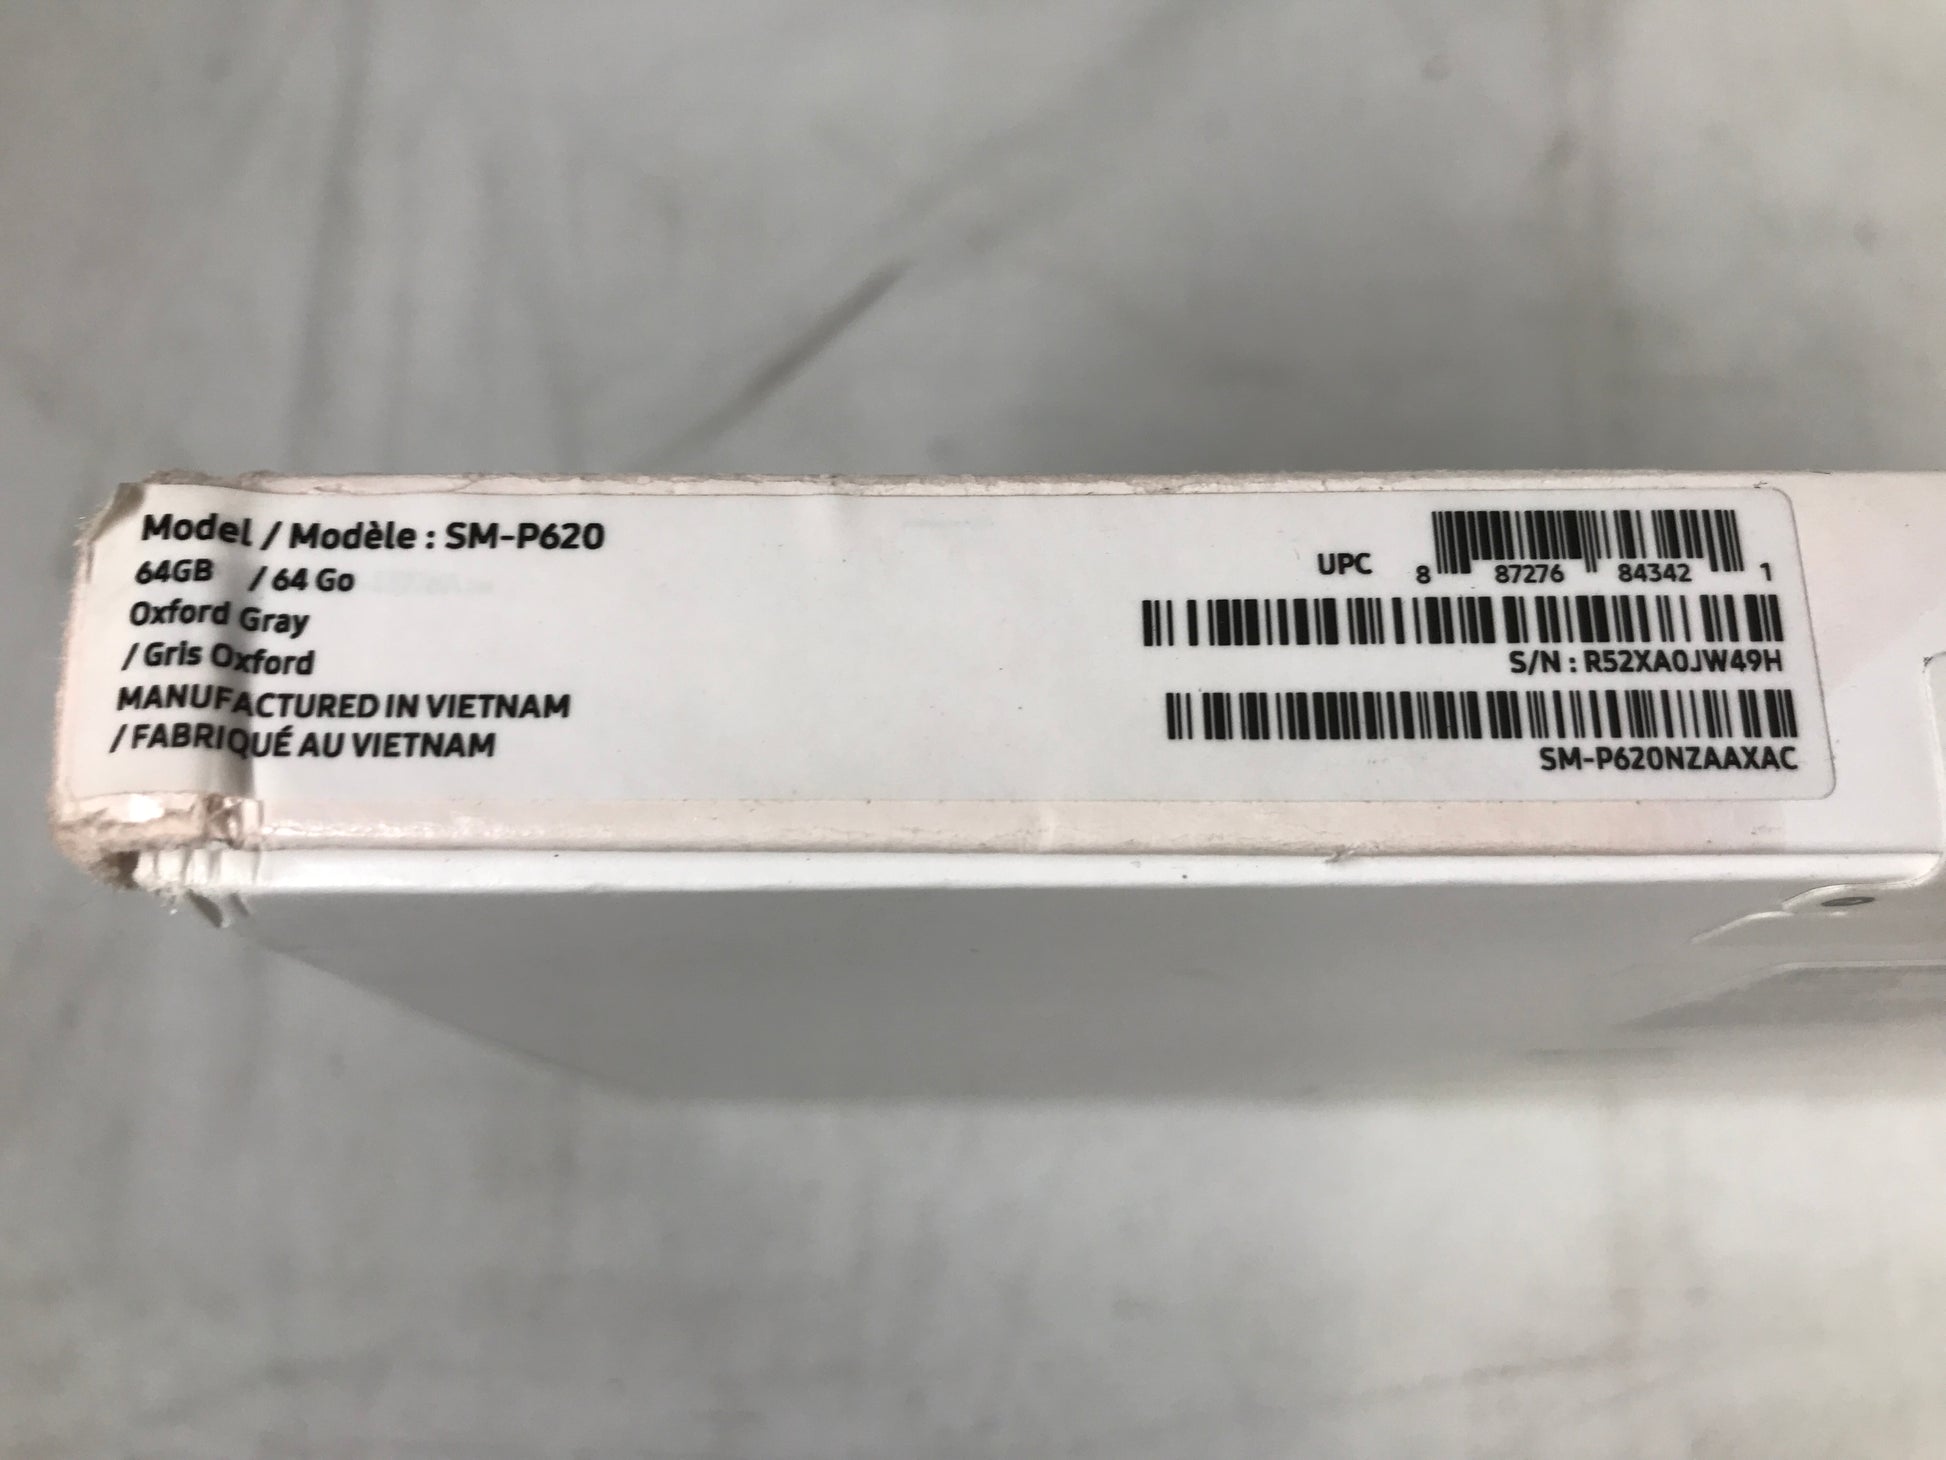 Model / Modèle : SM-P620
64GB / 64 Go
Oxford Gray
/ Gris Oxford
MANUFACTURED IN VIETNAM
/ FABRIQUÉ AU VIETNAM
UPC 8 87276 84342 1
S/N : R52XA0JW49H
SM-P620NZAAXAC